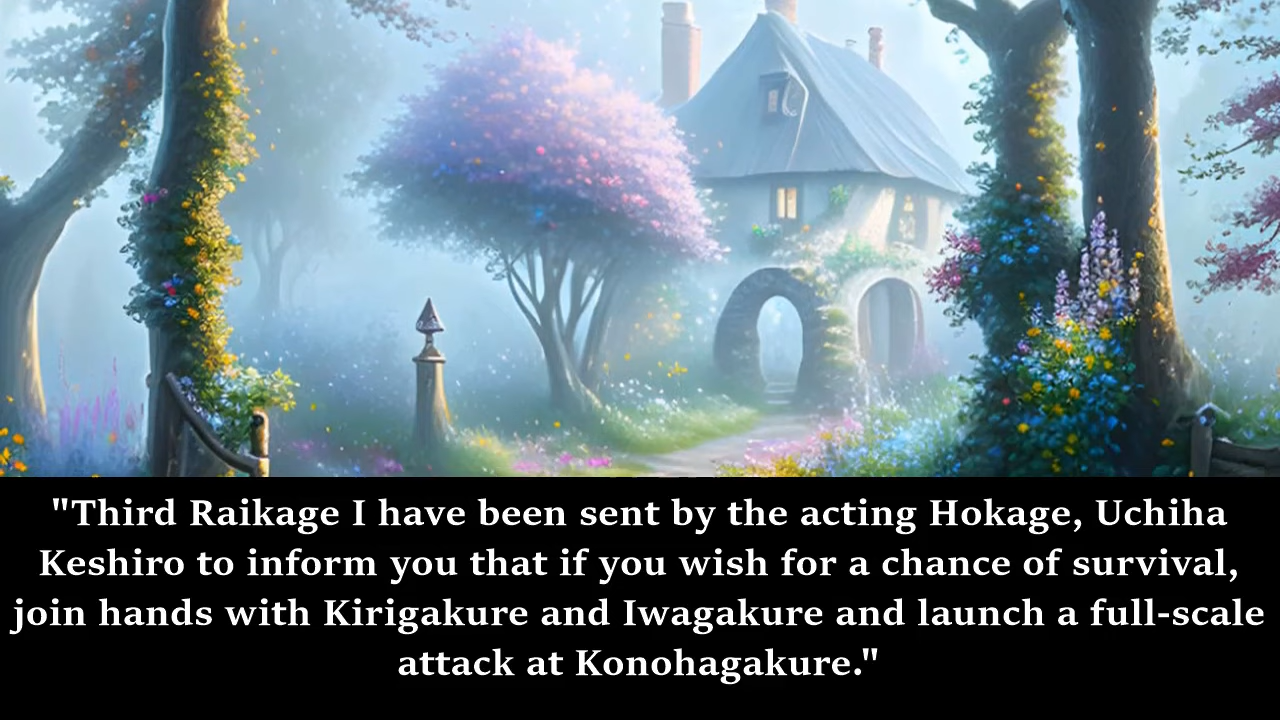 "Third Raikage I have been sent by the acting Hokage, Uchiha
Keshiro to inform you that if you wish for a chance of survival,
join hands with Kirigakure and Iwagakure and launch a full-scale
attack at Konohagakure."